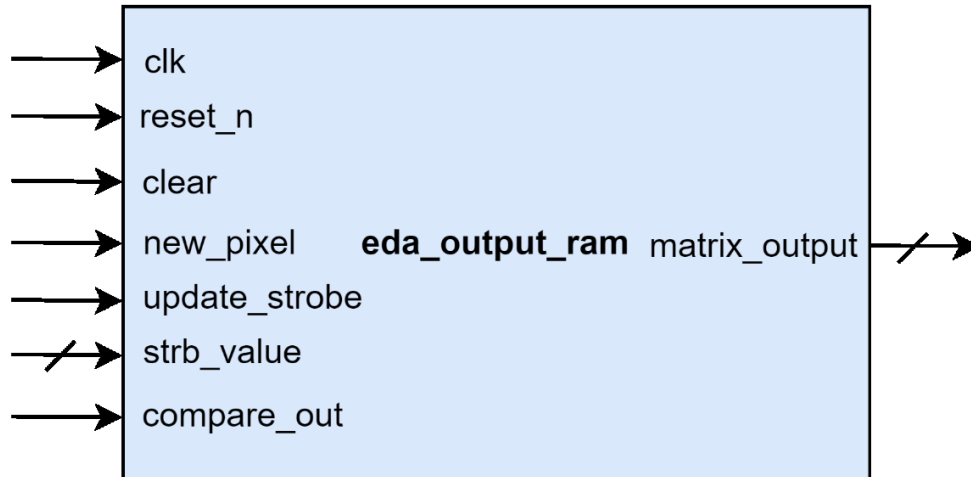 clk
reset_n
clear
new_pixel eda_output_ram matrix_output
update_strobe
strb_value
compare_out